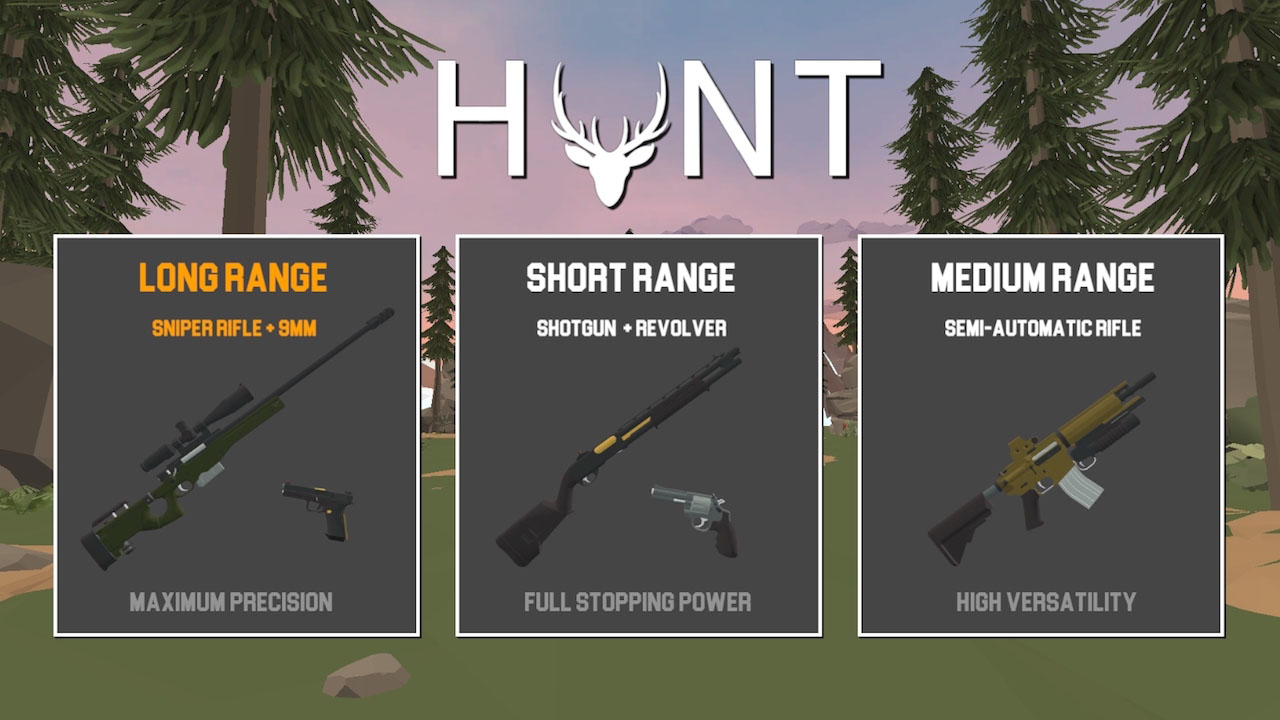 HUNT
LONG RANGE
SNIPER RIFLE + 9MM
MAXIMUM PRECISION
SHORT RANGE
SHOTGUN + REVOLVER
FULL STOPPING POWER
MEDIUM RANGE
SEMI-AUTOMATIC RIFLE
HIGH VERSATILITY